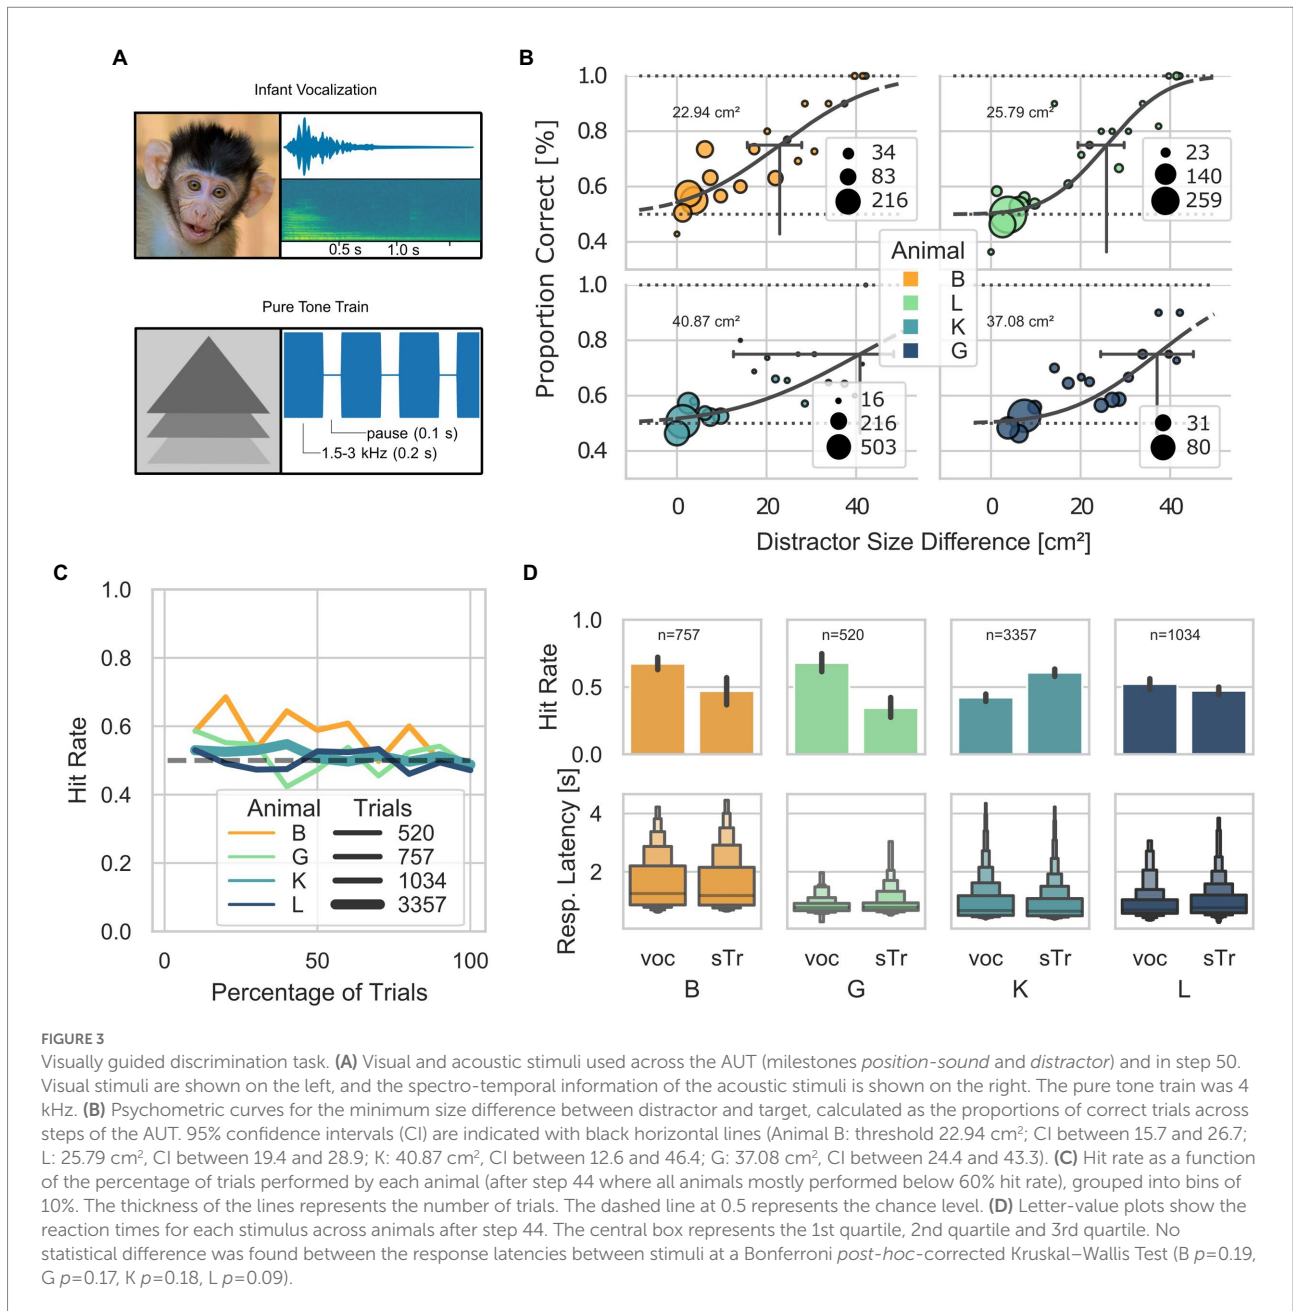 A
Infant Vocalization
0.5 s
1.0 s
Pure Tone Train
pause (0.1 s)
1.5-3 kHz (0.2 s)
B
Proportion Correct [%]
1.0
0.8
0.6
0.4
22.94 cm²
34
83
216
25.79 cm²
23
140
259
Animal
B
L
K
G
1.0
0.8
0.6
0.4
40.87 cm²
16
216
503
37.08 cm²
31
80
0
20
40
0
20
40
Distractor Size Difference [cm²]
C
Hit Rate
1.0
0.8
0.6
0.4
0.2
0.0
Animal Trials
B 520
G 757
K 1034
L 3357
0
50
100
Percentage of Trials
D
Hit Rate
1.0
0.5
0.0
n=757
n=520
n=3357
n=1034
Resp. Latency [s]
4
2
voc sTr
voc sTr
voc sTr
voc sTr
B
G
K
L
FIGURE 3
Visually guided discrimination task. (A) Visual and acoustic stimuli used across the AUT (milestones position-sound and distractor) and in step 50.
Visual stimuli are shown on the left, and the spectro-temporal information of the acoustic stimuli is shown on the right. The pure tone train was 4
kHz. (B) Psychometric curves for the minimum size difference between distractor and target, calculated as the proportions of correct trials across
steps of the AUT. 95% confidence intervals (CI) are indicated with black horizontal lines (Animal B: threshold 22.94 cm²; CI between 15.7 and 26.7;
L: 25.79 cm², CI between 19.4 and 28.9; K: 40.87 cm², CI between 12.6 and 46.4; G: 37.08 cm², CI between 24.4 and 43.3). (C) Hit rate as a function
of the percentage of trials performed by each animal (after step 44 where all animals mostly performed below 60% hit rate), grouped into bins of
10%. The thickness of the lines represents the number of trials. The dashed line at 0.5 represents the chance level. (D) Letter-value plots show the
reaction times for each stimulus across animals after step 44. The central box represents the 1st quartile, 2nd quartile and 3rd quartile. No
statistical difference was found between the response latencies between stimuli at a Bonferroni post-hoc-corrected Kruskal–Wallis Test (B p=0.19,
G p=0.17, K p=0.18, L p=0.09).